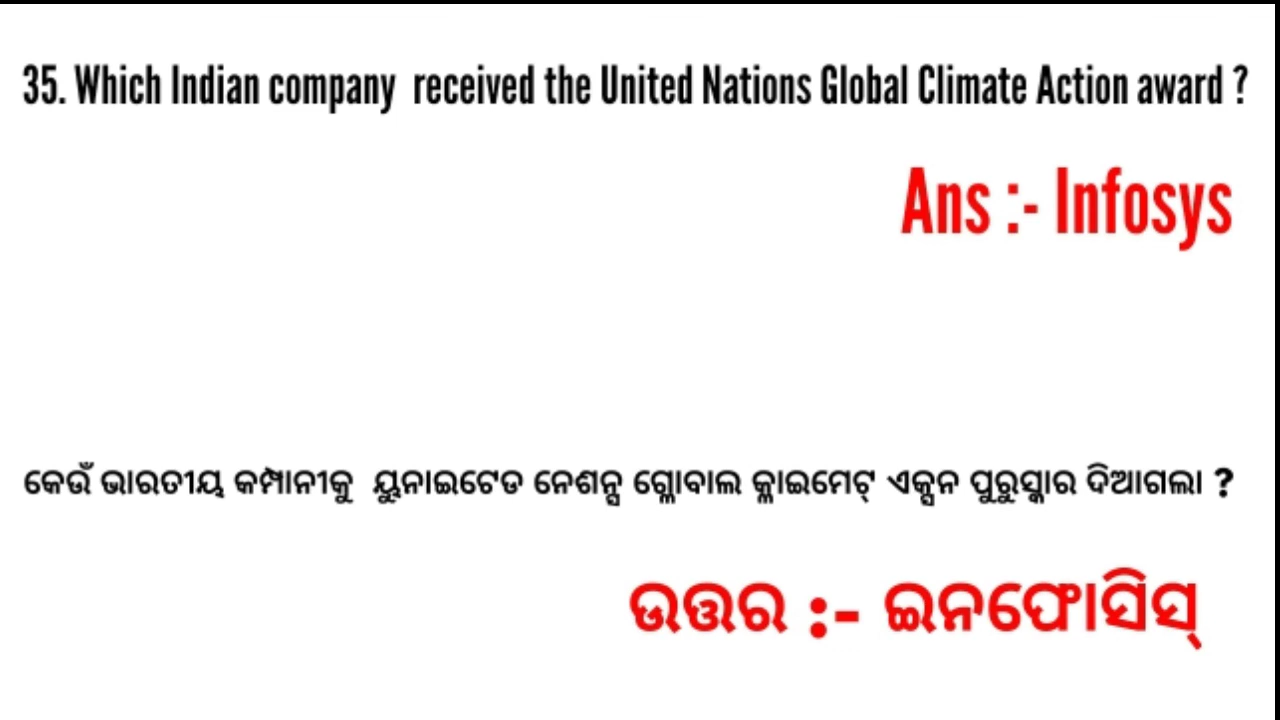 35. Which Indian company received the United Nations Global Climate Action award ?
Ans :- Infosys
କେଉଁ ଭାରତୀୟ କମ୍ପାନୀକୁ ୟୁନାଇଟେଡ ନେଶନ୍ସ ଗ୍ଳୋବାଲ କ୍ଳାଇମେଟ୍ ଏକ୍ସନ ପୁରୁସ୍କାର ଦିଆଗଲା ?
ଉତ୍ତର :- ଇନଫୋସିସ୍